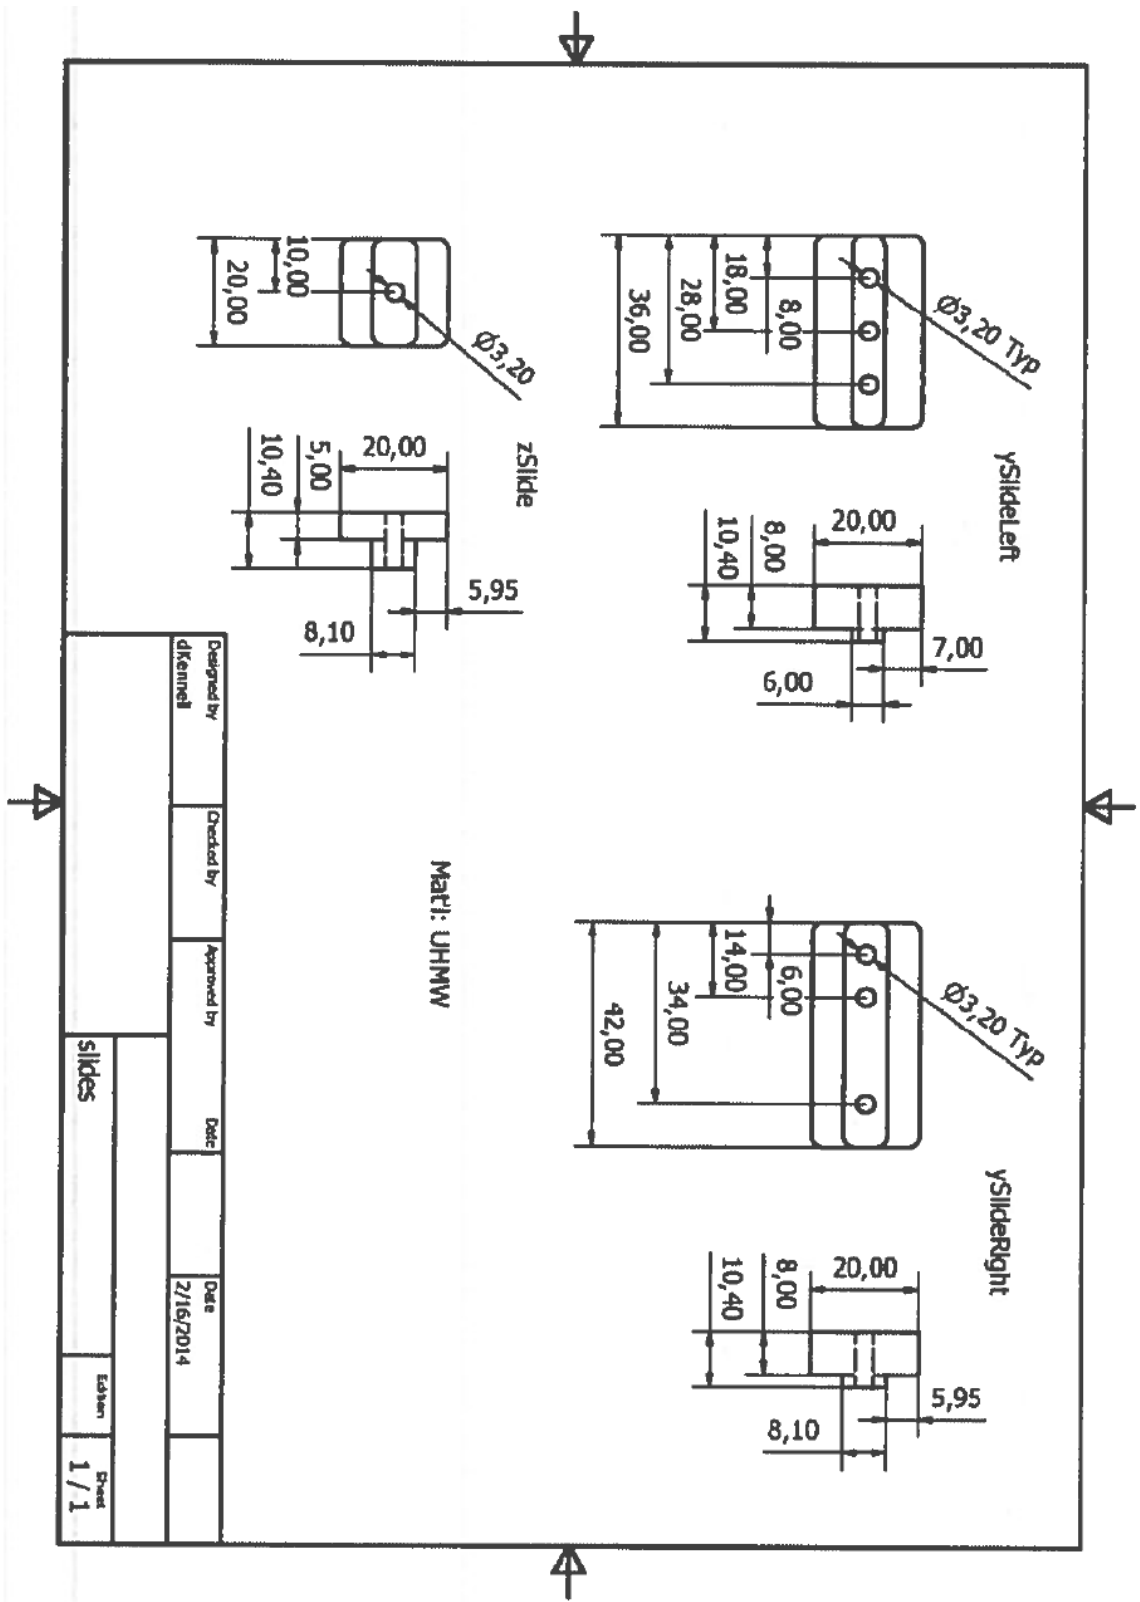 ySlideLeft
Ø3,20 Typ
8,00
18,00
28,00
36,00
20,00
8,00
10,40
7,00
6,00
ySlideRight
Ø3,20 Typ
6,00
14,00
34,00
42,00
20,00
8,00
10,40
5,95
8,10
zSlide
Ø3,20
10,00
20,00
20,00
5,00
10,40
5,95
8,10
Mat'l: UHMW
Designed by
dKennell
Checked by
Approved by
Date
Date
2/16/2014
slides
Edition
Sheet
1 / 1